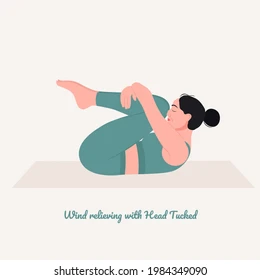 Wind relieving with Head Tucked
shutterstock.com · 1984349090